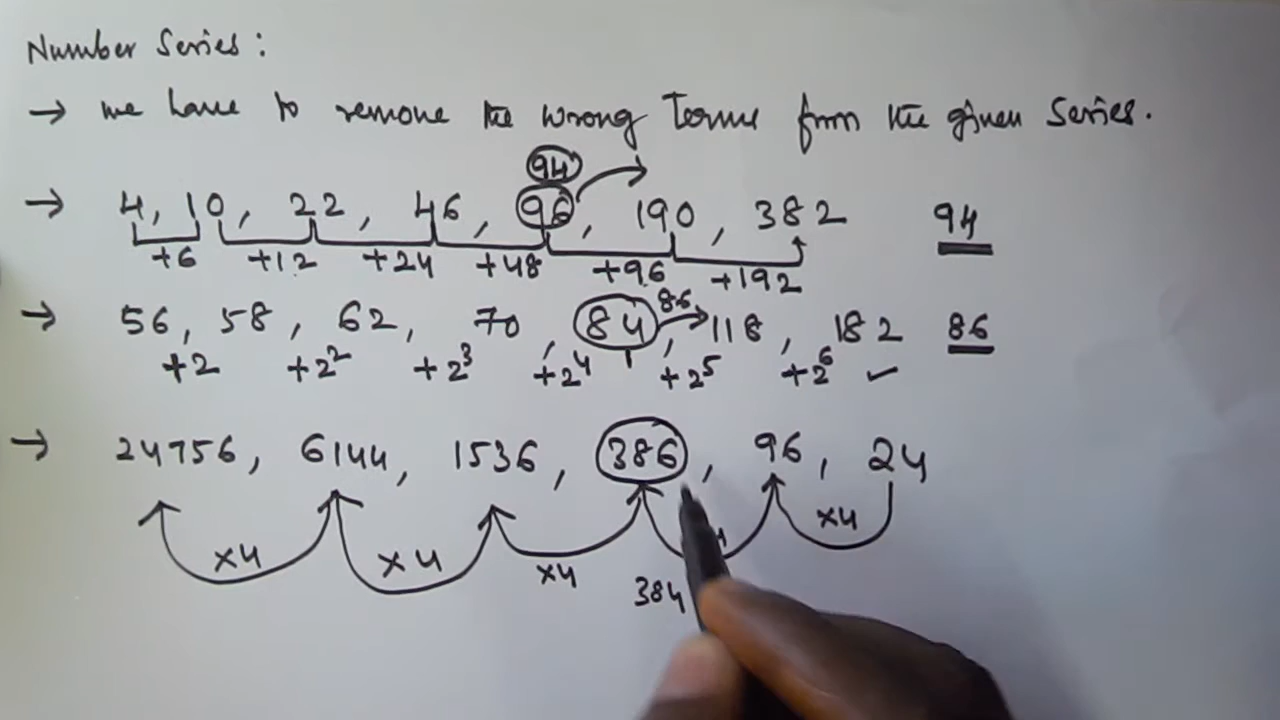 Number Series :
→ we have to remove the wrong Terms from the given Series.
94
→ 4, 10, 22, 46, 96, 190, 382 94
+6 +12 +24 +48 +96 +192
86
→ 56, 58, 62, 70, 84, 118, 182 86
+2 +2² +2³ +2⁴ +2⁵ +2⁶ ✓
→ 24756, 6144, 1536, 386, 96, 24
×4 ×4 ×4 ×4
384